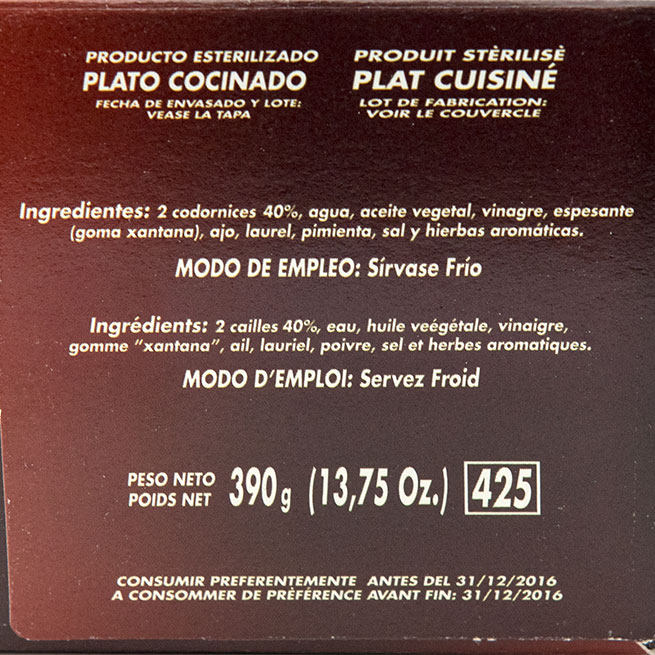 PRODUCTO ESTERILIZADO
PLATO COCINADO
FECHA DE ENVASADO Y LOTE:
VEASE LA TAPA
PRODUIT STÈRILISÈ
PLAT CUISINÉ
LOT DE FABRICATION:
VOIR LE COUVERCLE
Ingredientes: 2 codornices 40%, agua, aceite vegetal, vinagre, espesante
(goma xantana), ajo, laurel, pimienta, sal y hierbas aromáticas.
MODO DE EMPLEO: Sírvase Frío
Ingrédients: 2 cailles 40%, eau, huile veégétale, vinaigre,
gomme "xantana", ail, lauriel, poivre, sel et herbes aromatiques.
MODO D'EMPLOI: Servez Froid
PESO NETO
POIDS NET
390 g (13,75 Oz.) 425
CONSUMIR PREFERENTEMENTE ANTES DEL 31/12/2016
A CONSOMMER DE PRÈFÉRENCE AVANT FIN: 31/12/2016